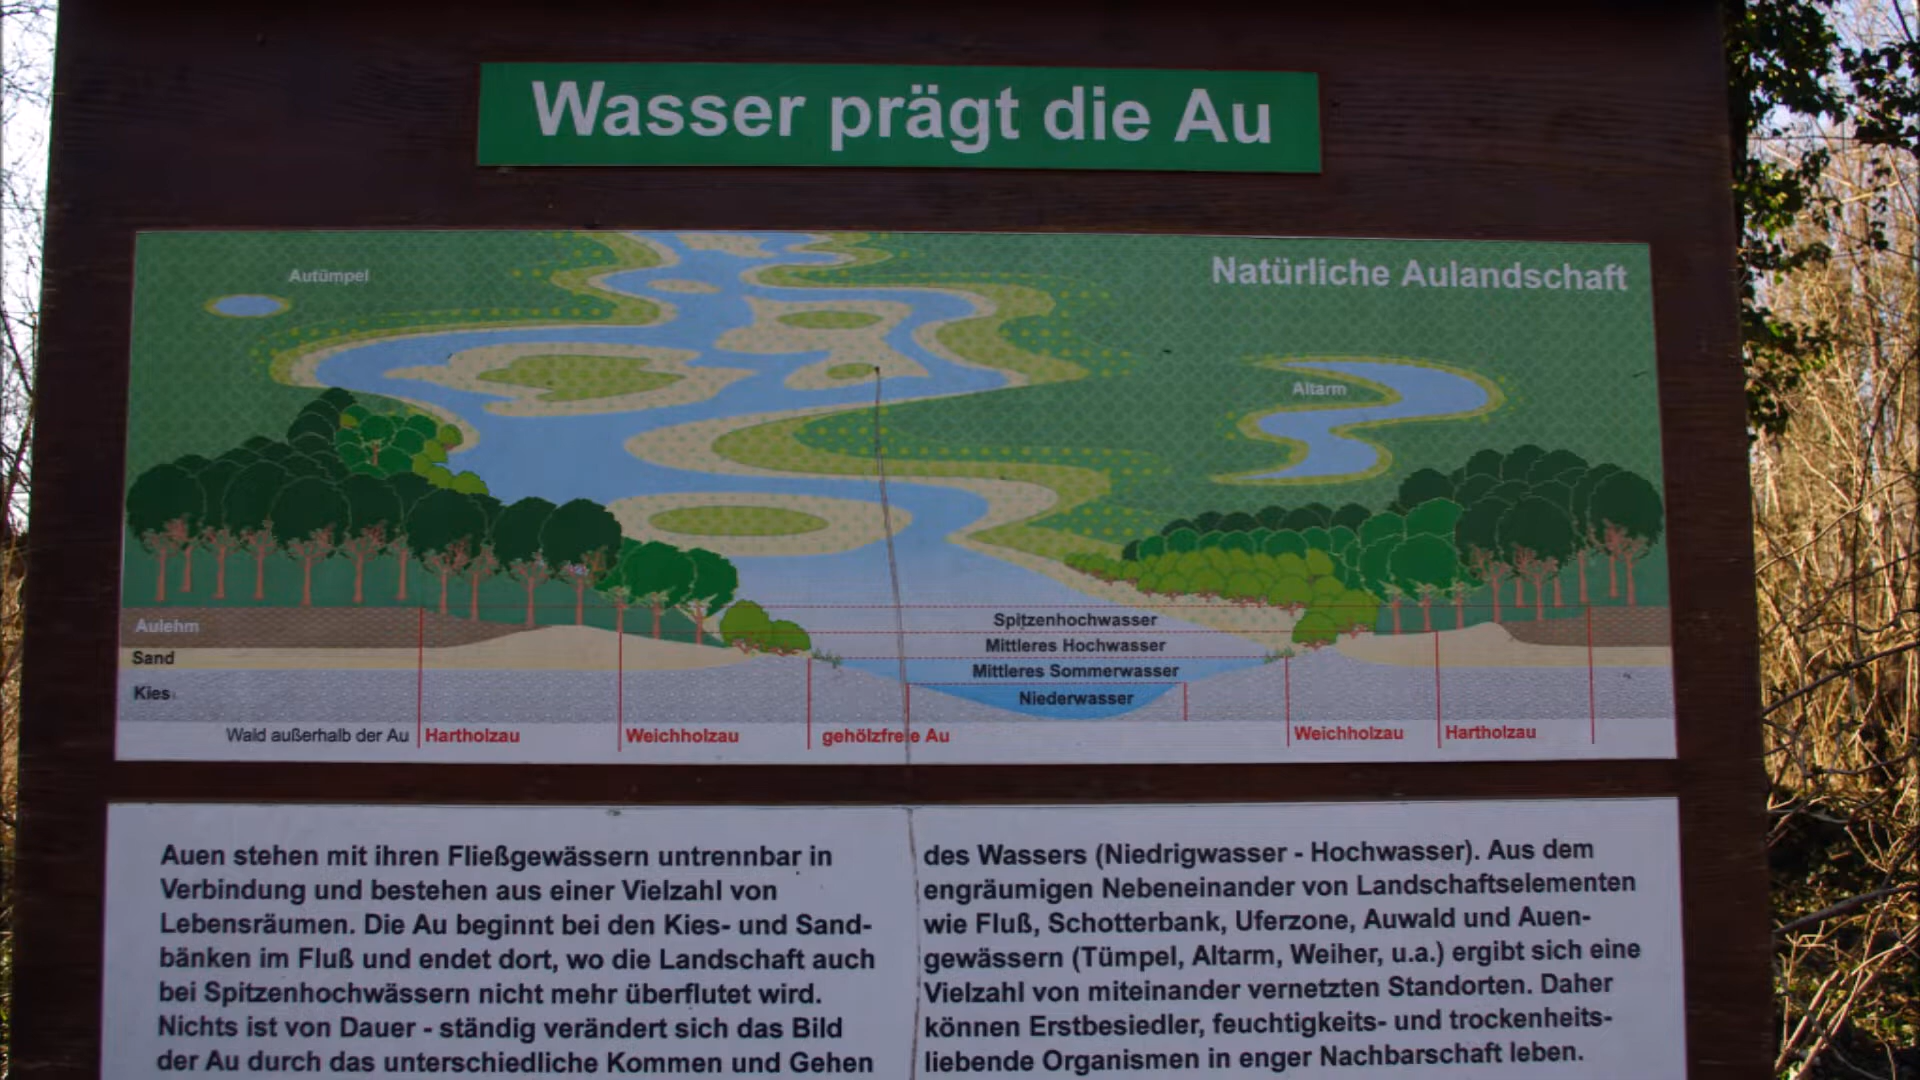 Wasser prägt die Au
Natürliche Aulandschaft
Autümpel
Altarm
Aulehm
Sand
Kies
Spitzenhochwasser
Mittleres Hochwasser
Mittleres Sommerwasser
Niederwasser
Wald außerhalb der Au
Hartholzau
Weichholzau
gehölzfreie Au
Weichholzau
Hartholzau
Auen stehen mit ihren Fließgewässern untrennbar in
Verbindung und bestehen aus einer Vielzahl von
Lebensräumen. Die Au beginnt bei den Kies- und Sand-
bänken im Fluß und endet dort, wo die Landschaft auch
bei Spitzenhochwässern nicht mehr überflutet wird.
Nichts ist von Dauer - ständig verändert sich das Bild
der Au durch das unterschiedliche Kommen und Gehen
des Wassers (Niedrigwasser - Hochwasser). Aus dem
engräumigen Nebeneinander von Landschaftselementen
wie Fluß, Schotterbank, Uferzone, Auwald und Auen-
gewässern (Tümpel, Altarm, Weiher, u.a.) ergibt sich eine
Vielzahl von miteinander vernetzten Standorten. Daher
können Erstbesiedler, feuchtigkeits- und trockenheits-
liebende Organismen in enger Nachbarschaft leben.